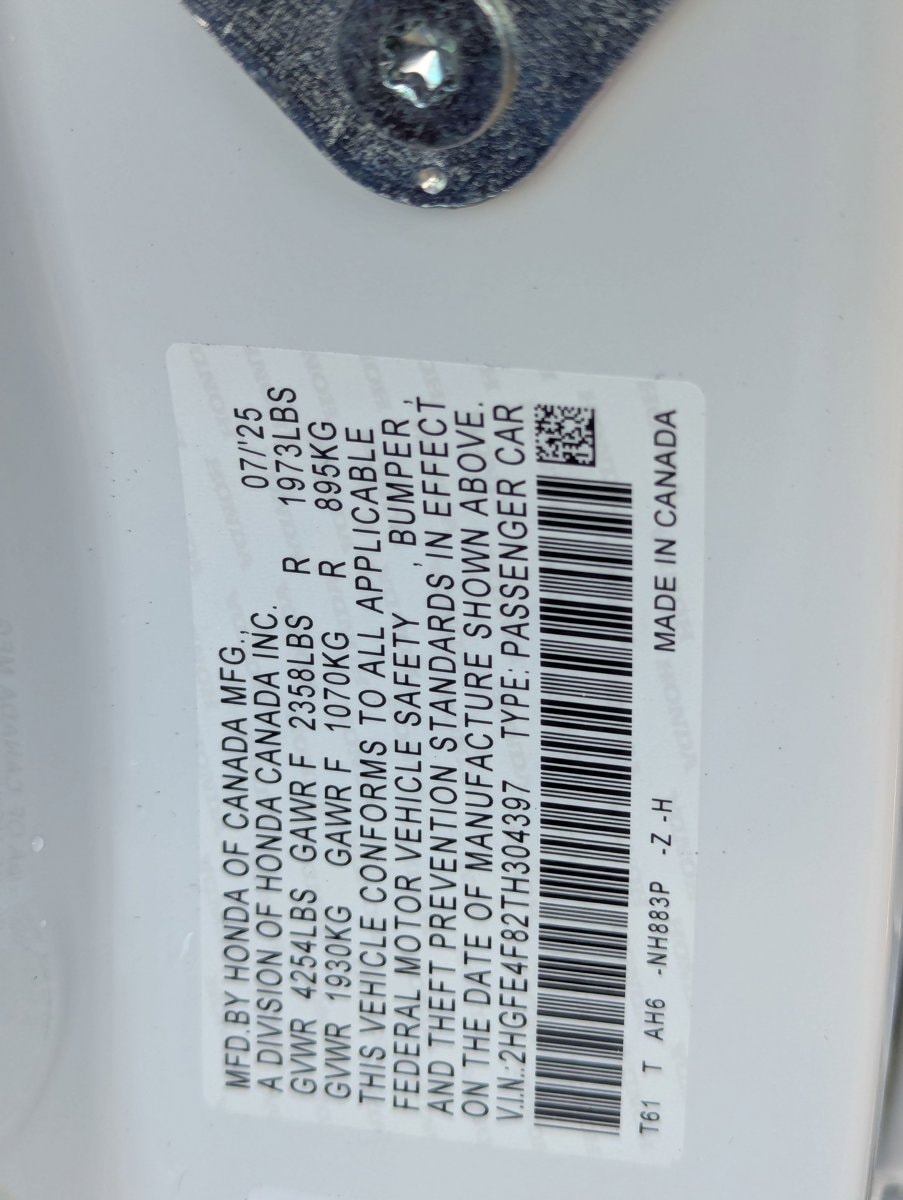 MFD.BY HONDA OF CANADA MFG.,
A DIVISION OF HONDA CANADA INC. 07/'25
GVWR 4254LBS GAWR F 2358LBS R 1973LBS
GVWR 1930KG GAWR F 1070KG R 895KG
THIS VEHICLE CONFORMS TO ALL APPLICABLE
FEDERAL MOTOR VEHICLE SAFETY , BUMPER ,
AND THEFT PREVENTION STANDARDS IN EFFECT
ON THE DATE OF MANUFACTURE SHOWN ABOVE.
V.I.N.:2HGFE4F82TH304397 TYPE: PASSENGER CAR
T61 T AH6 -NH883P -Z -H MADE IN CANADA